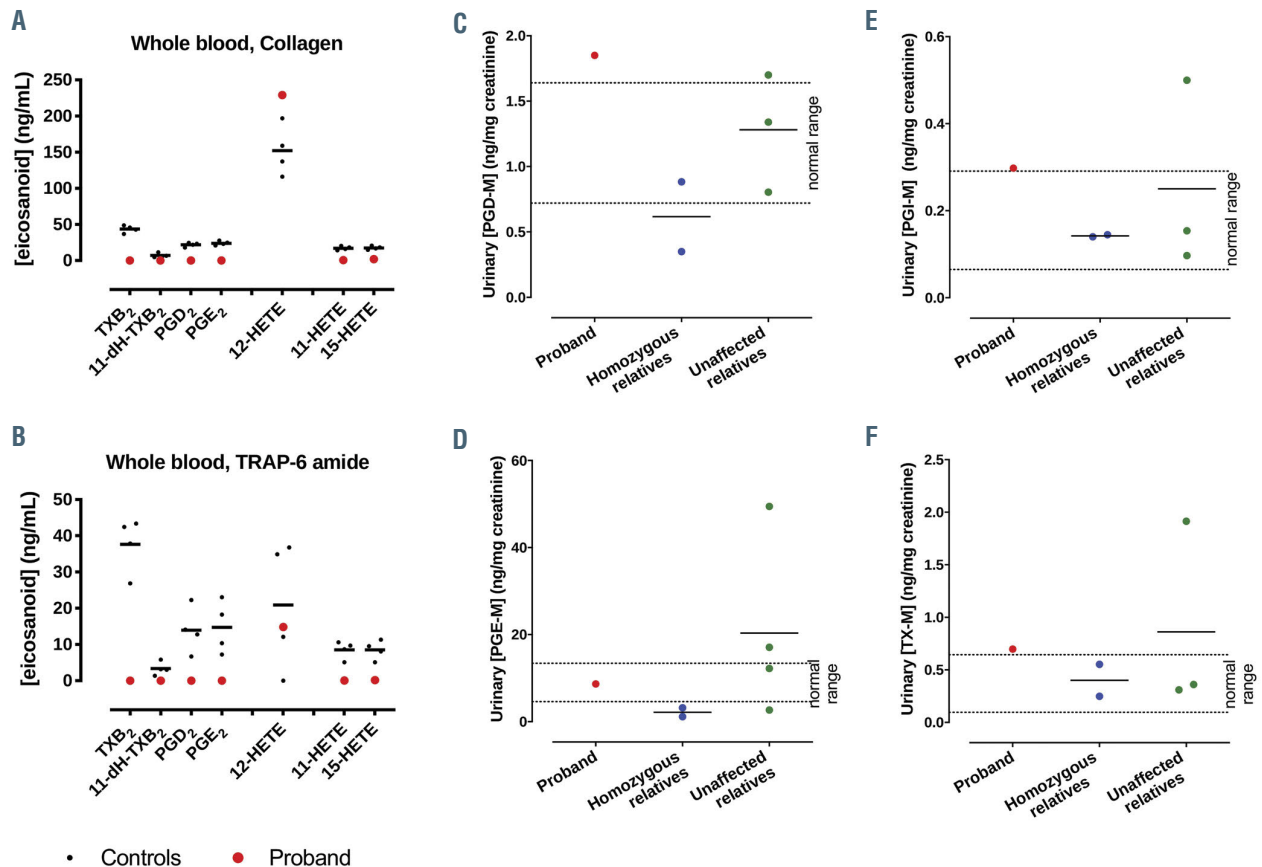 A
Whole blood, Collagen
[eicosanoid] (ng/mL)
250
200
150
100
50
0
TXB2
11-dH-TXB2
PGD2
PGE2
12-HETE
11-HETE
15-HETE
B
Whole blood, TRAP-6 amide
[eicosanoid] (ng/mL)
50
40
30
20
10
0
TXB2
11-dH-TXB2
PGD2
PGE2
12-HETE
11-HETE
15-HETE
Controls
Proband
C
Urinary [PGD-M] (ng/mg creatinine)
2.0
1.5
1.0
0.5
0.0
normal range
Proband
Homozygous
relatives
Unaffected
relatives
D
Urinary [PGE-M] (ng/mg creatinine)
60
40
20
0
normal
range
Proband
Homozygous
relatives
Unaffected
relatives
E
Urinary [PGI-M] (ng/mg creatinine)
0.6
0.4
0.2
0.0
normal range
Proband
Homozygous
relatives
Unaffected
relatives
F
Urinary [TX-M] (ng/mg creatinine)
2.5
2.0
1.5
1.0
0.5
0.0
normal
range
Proband
Homozygous
relatives
Unaffected
relatives